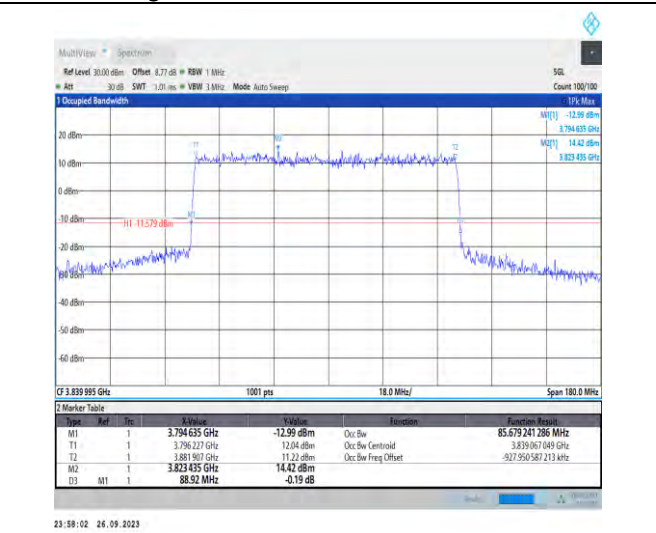 MultiView Spectrum
Ref Level 30.00 dBm Offset 8.77 dB RBW 1 MHz SGL
Att 30 dB SWT 1.01 ms VBW 3 MHz Mode Auto Sweep Count 100/100
1 Occupied Bandwidth 1Pk Max
M1[1] -12.99 dBm
3.794 635 GHz
M2[1] 14.42 dBm
3.823 435 GHz
20 dBm
M2
T1
T2
10 dBm
0 dBm
-10 dBm
M1
H1 -11.579 dBm
-20 dBm
-30 dBm
-40 dBm
-50 dBm
-60 dBm
CF 3.839 995 GHz 1001 pts 18.0 MHz/ Span 180.0 MHz
2 Marker Table
Type Ref Trc X-Value Y-Value Function Function Result
M1 1 3.794 635 GHz -12.99 dBm Occ Bw 85.679 241 286 MHz
T1 1 3.796 227 GHz 12.04 dBm Occ Bw Centroid 3.839 067 049 GHz
T2 1 3.881 907 GHz 11.22 dBm Occ Bw Freq Offset -927.950 587 213 kHz
M2 1 3.823 435 GHz 14.42 dBm
D3 M1 1 88.92 MHz -0.19 dB
23:58:02 26.09.2023